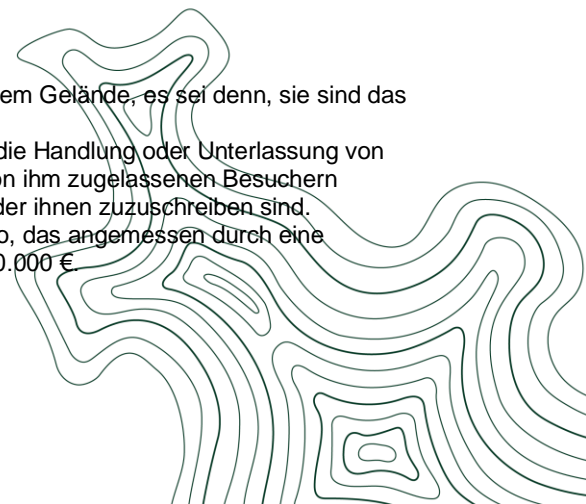 em Gelände, es sei denn, sie sind das
die Handlung oder Unterlassung von
on ihm zugelassenen Besuchern
der ihnen zuzuschreiben sind.
o, das angemessen durch eine
0.000 €.